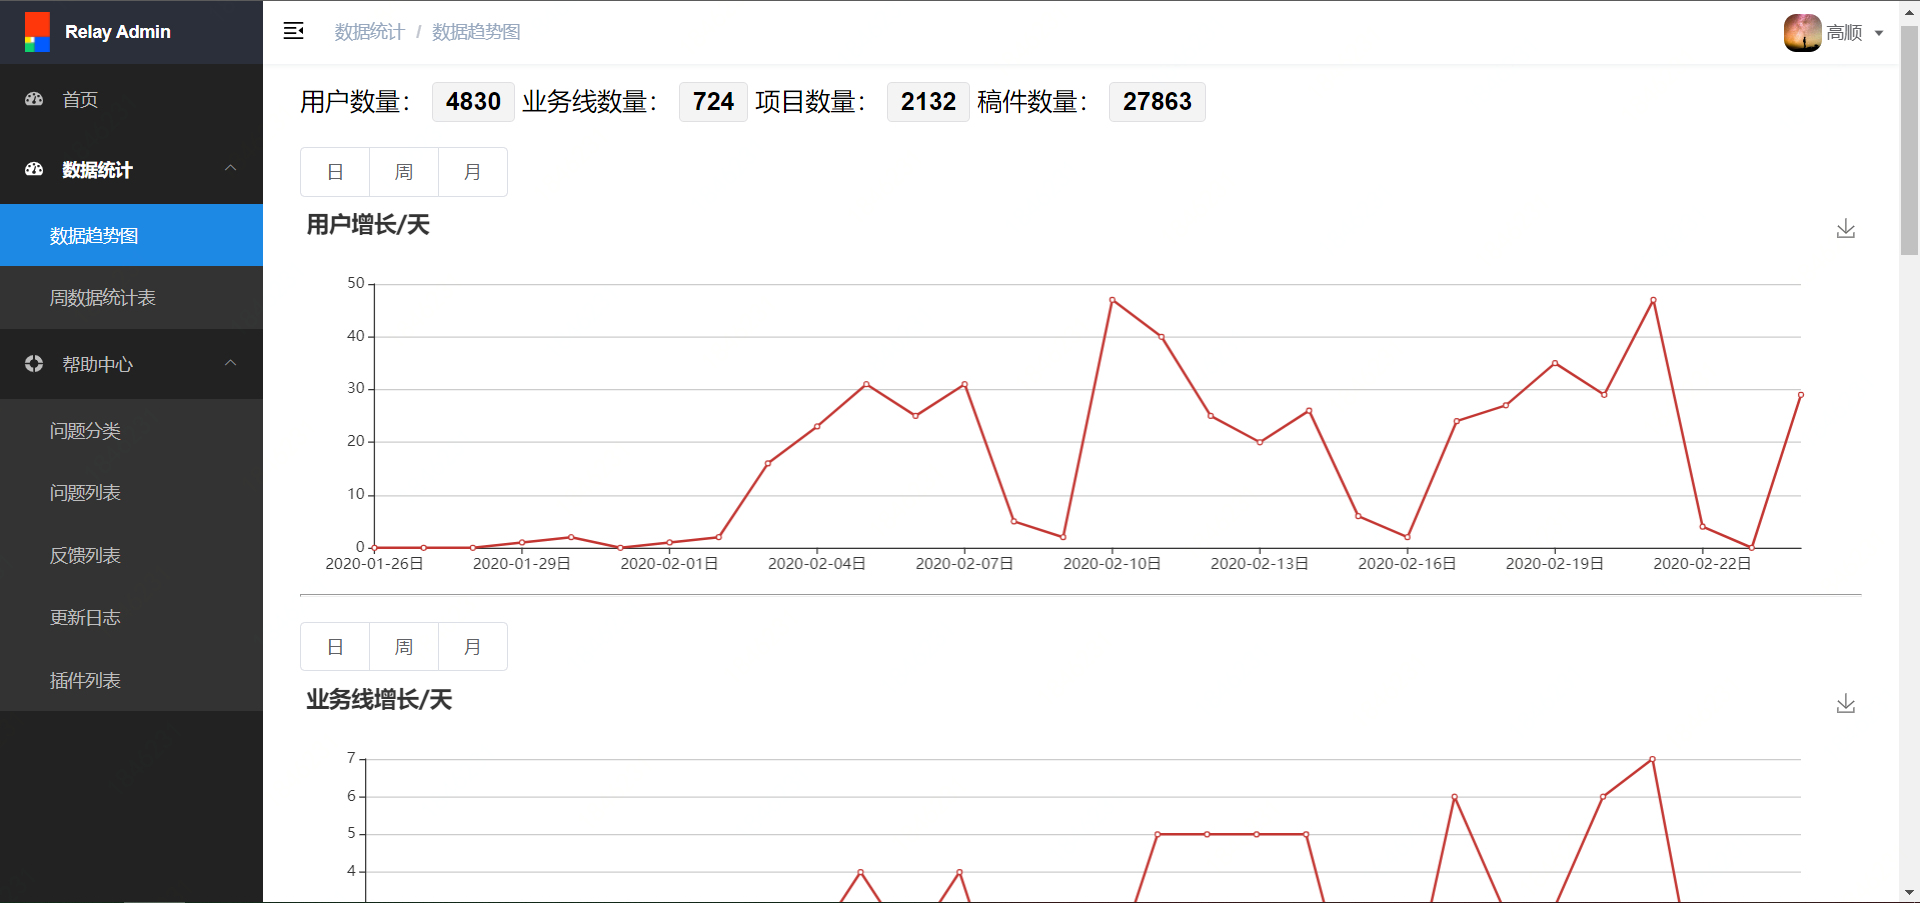 Relay Admin
数据统计 / 数据趋势图
高顺
首页
数据统计
数据趋势图
周数据统计表
帮助中心
问题分类
问题列表
反馈列表
更新日志
插件列表
用户数量： 4830 业务线数量： 724 项目数量： 2132 稿件数量： 27863
日 周 月
用户增长/天
50
40
30
20
10
0
2020-01-26日 2020-01-29日 2020-02-01日 2020-02-04日 2020-02-07日 2020-02-10日 2020-02-13日 2020-02-16日 2020-02-19日 2020-02-22日
日 周 月
业务线增长/天
7
6
5
4